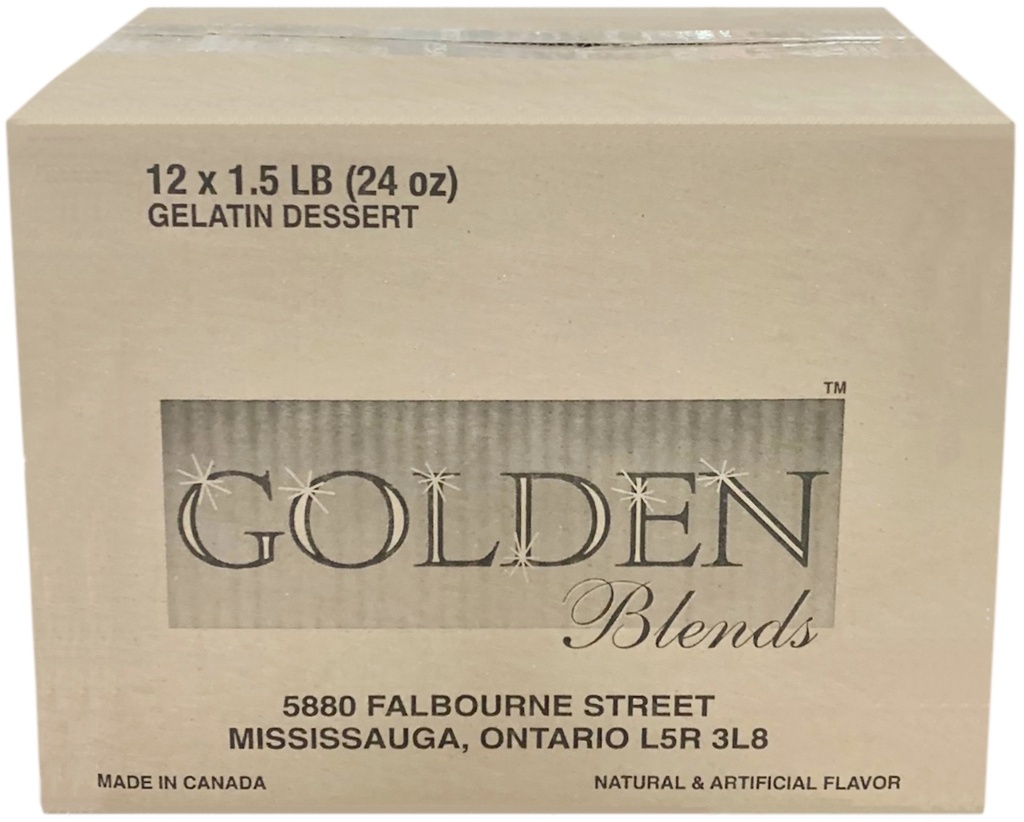 12 x 1.5 LB (24 oz)
GELATIN DESSERT
TM
GOLDEN
Blends
5880 FALBOURNE STREET
MISSISSAUGA, ONTARIO L5R 3L8
MADE IN CANADA
NATURAL & ARTIFICIAL FLAVOR